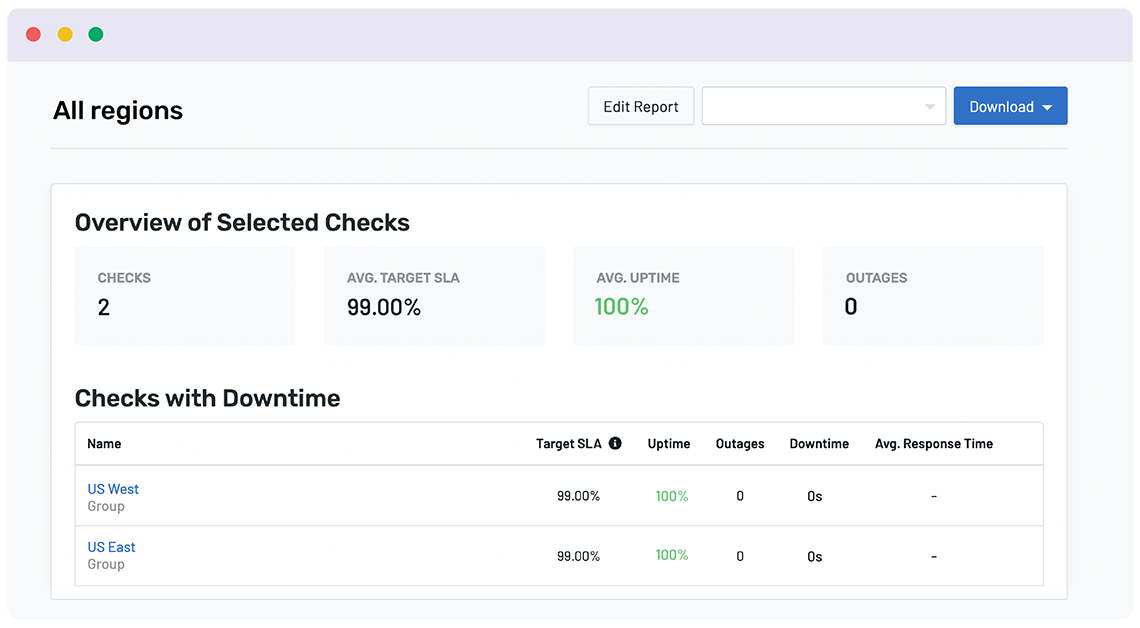 All regions
Edit Report
Download
Overview of Selected Checks
CHECKS
2
AVG. TARGET SLA
99.00%
AVG. UPTIME
100%
OUTAGES
0
Checks with Downtime
Name Target SLA Uptime Outages Downtime Avg. Response Time
US West
Group
99.00% 100% 0 0s -
US East
Group
99.00% 100% 0 0s -